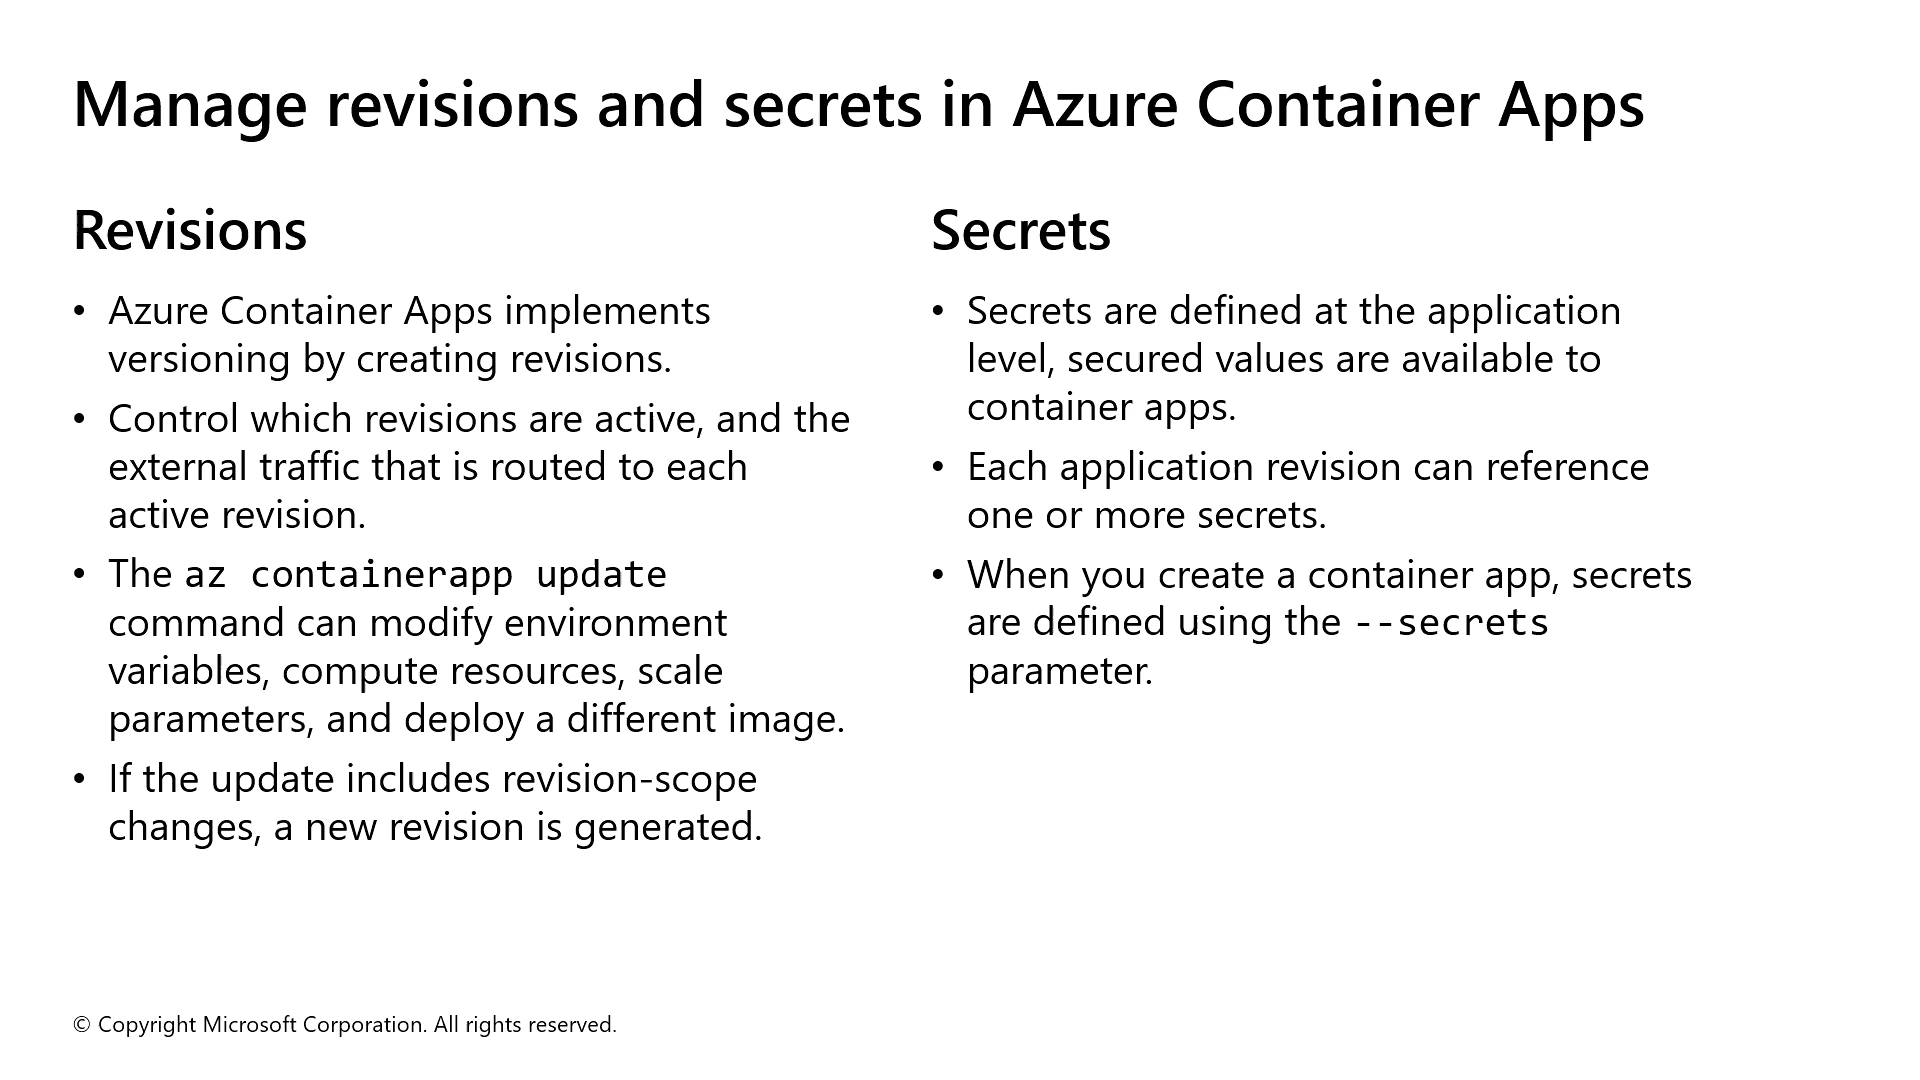 Manage revisions and secrets in Azure Container Apps
Revisions
• Azure Container Apps implements
versioning by creating revisions.
• Control which revisions are active, and the
external traffic that is routed to each
active revision.
• The az containerapp update
command can modify environment
variables, compute resources, scale
parameters, and deploy a different image.
• If the update includes revision-scope
changes, a new revision is generated.
Secrets
• Secrets are defined at the application
level, secured values are available to
container apps.
• Each application revision can reference
one or more secrets.
• When you create a container app, secrets
are defined using the --secrets
parameter.
© Copyright Microsoft Corporation. All rights reserved.